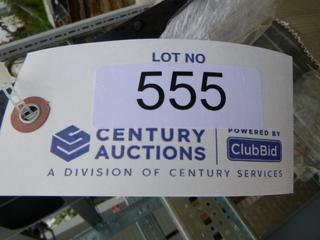 LOT NO
555
CENTURY
AUCTIONS
POWERED BY
ClubBid
A DIVISION OF CENTURY SERVICES